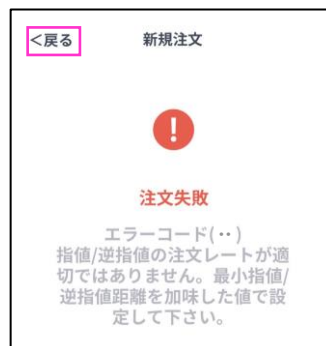 <戻る 新規注文
!
注文失敗
エラーコード(‥)
指値/逆指値の注文レートが適
切ではありません。最小指値/
逆指値距離を加味した値で設
定して下さい。